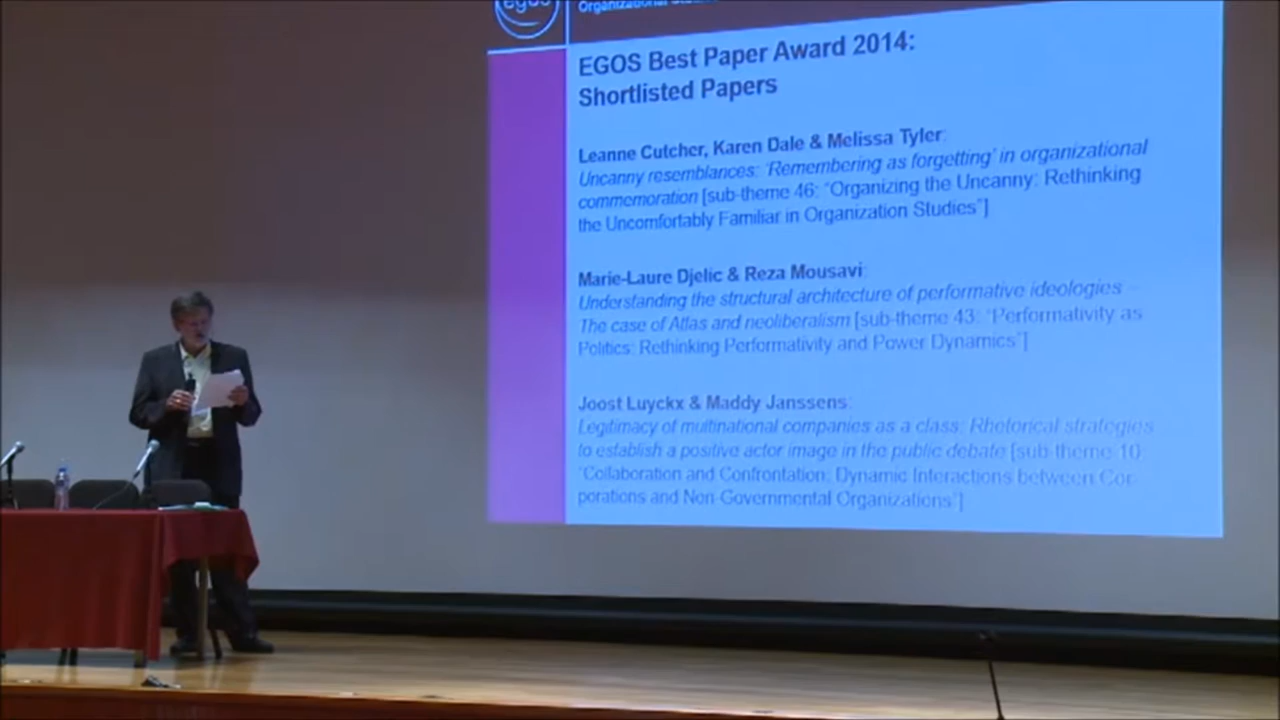 egos
Organizational Studies
EGOS Best Paper Award 2014:
Shortlisted Papers
Leanne Cutcher, Karen Dale & Melissa Tyler:
Uncanny resemblances: 'Remembering as forgetting' in organizational
commemoration [sub-theme 46: "Organizing the Uncanny: Rethinking
the Uncomfortably Familiar in Organization Studies"]
Marie-Laure Djelic & Reza Mousavi:
Understanding the structural architecture of performative ideologies –
The case of Atlas and neoliberalism [sub-theme 43: "Performativity as
Politics: Rethinking Performativity and Power Dynamics"]
Joost Luyckx & Maddy Janssens:
Legitimacy of multinational companies as a class: Rhetorical strategies
to establish a positive actor image in the public debate [sub-theme 10:
"Collaboration and Confrontation: Dynamic Interactions between Cor-
porations and Non-Governmental Organizations"]